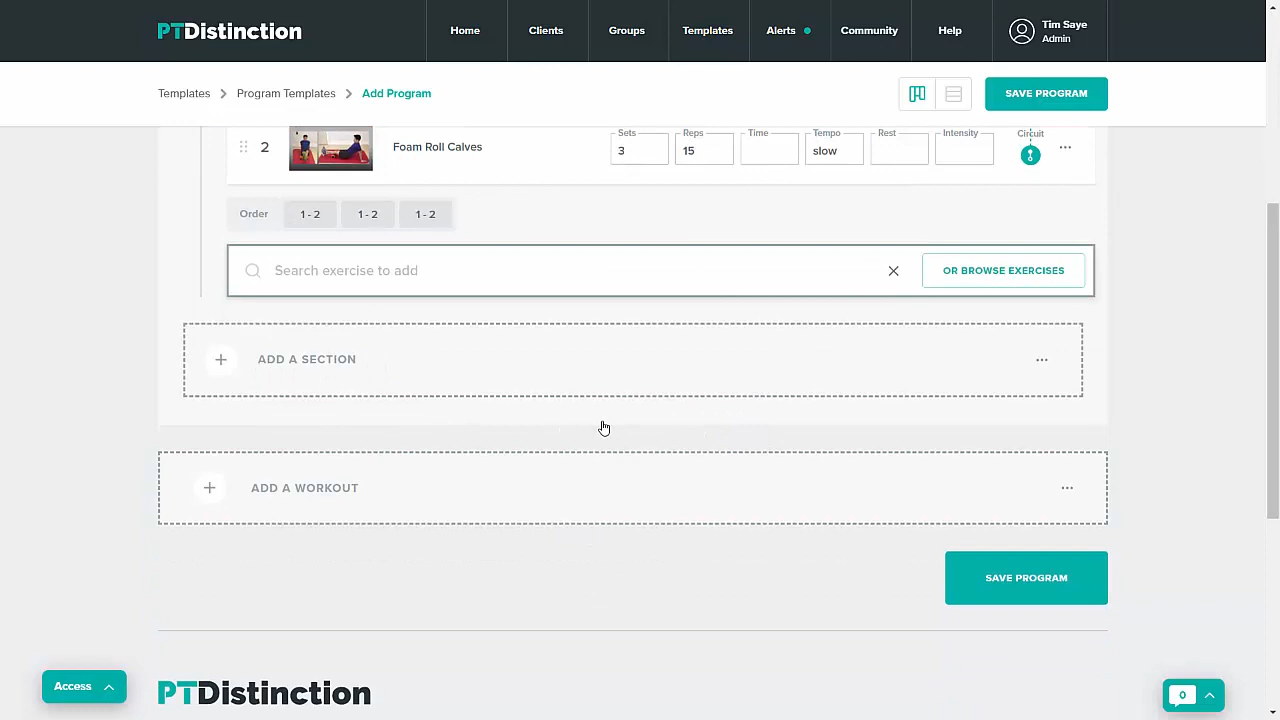 PTDistinction
Home
Clients
Groups
Templates
Alerts
Community
Help
Tim Saye
Admin
Templates
Program Templates
Add Program
SAVE PROGRAM
2
Foam Roll Calves
Sets
3
Reps
15
Time
Tempo
slow
Rest
Intensity
Circuit
Order
1 - 2
1 - 2
1 - 2
Search exercise to add
OR BROWSE EXERCISES
ADD A SECTION
ADD A WORKOUT
SAVE PROGRAM
PTDistinction
Access
0